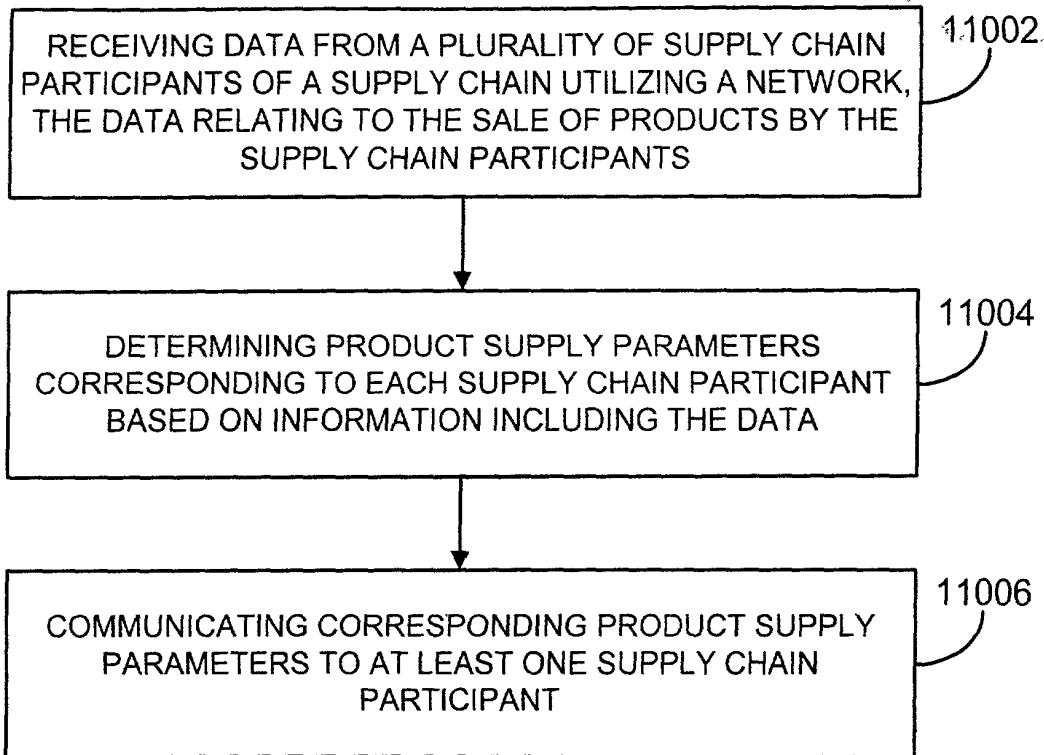 RECEIVING DATA FROM A PLURALITY OF SUPPLY CHAIN
PARTICIPANTS OF A SUPPLY CHAIN UTILIZING A NETWORK,
THE DATA RELATING TO THE SALE OF PRODUCTS BY THE
SUPPLY CHAIN PARTICIPANTS
11002
DETERMINING PRODUCT SUPPLY PARAMETERS
CORRESPONDING TO EACH SUPPLY CHAIN PARTICIPANT
BASED ON INFORMATION INCLUDING THE DATA
11004
COMMUNICATING CORRESPONDING PRODUCT SUPPLY
PARAMETERS TO AT LEAST ONE SUPPLY CHAIN
PARTICIPANT
11006